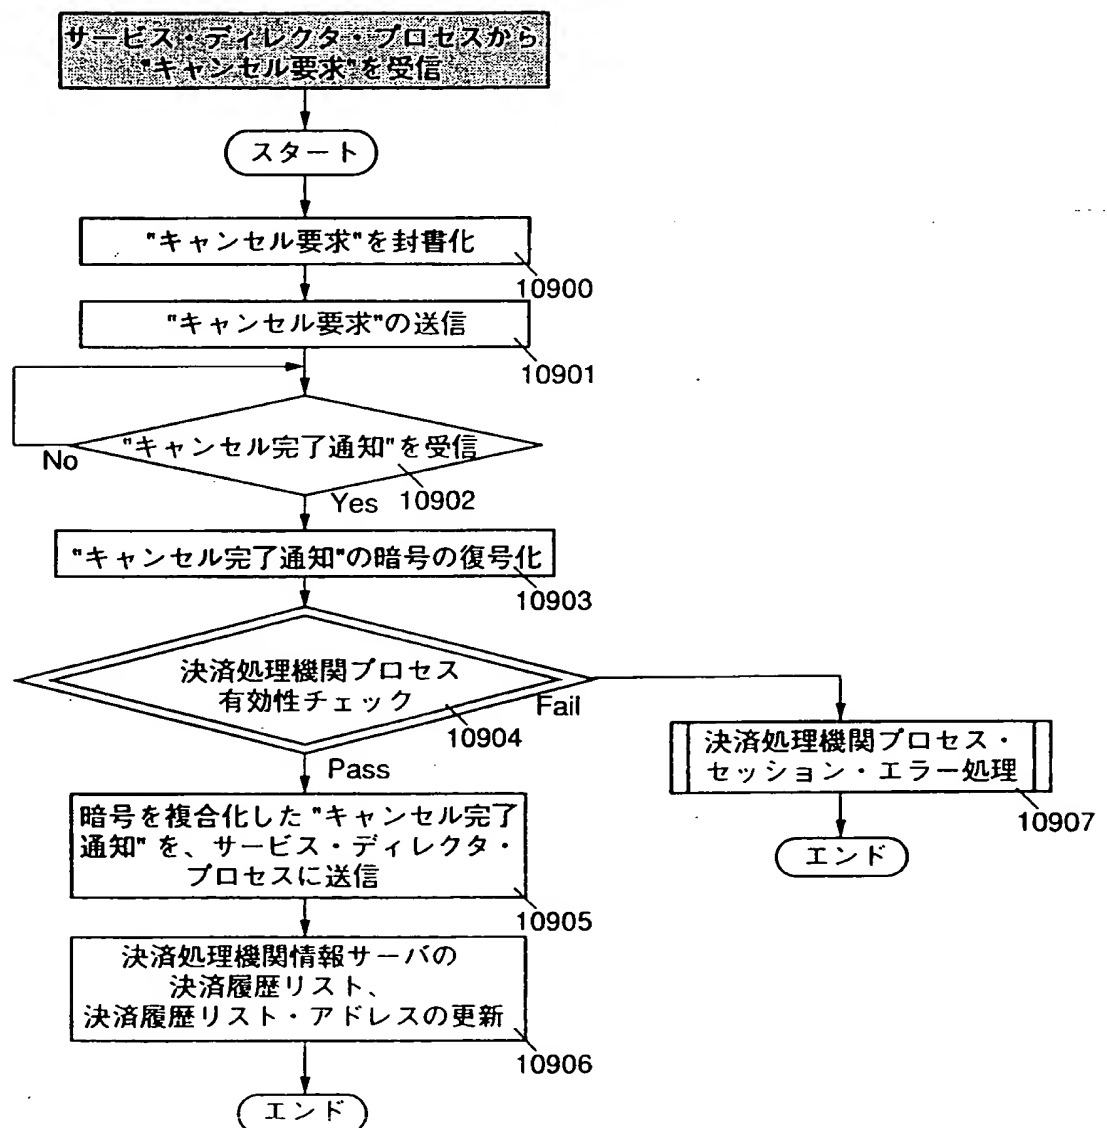 サービス・ディレクタ・プロセスから
"キャンセル要求"を受信
スタート
"キャンセル要求"を封書化
10900
"キャンセル要求"の送信
10901
"キャンセル完了通知"を受信
No
10902
Yes
"キャンセル完了通知"の暗号の復号化
10903
決済処理機関プロセス
有効性チェック
Fail
10904
Pass
決済処理機関プロセス・
セッション・エラー処理
10907
エンド
暗号を複合化した"キャンセル完了
通知"を、サービス・ディレクタ・
プロセスに送信
10905
決済処理機関情報サーバの
決済履歴リスト、
決済履歴リスト・アドレスの更新
10906
エンド